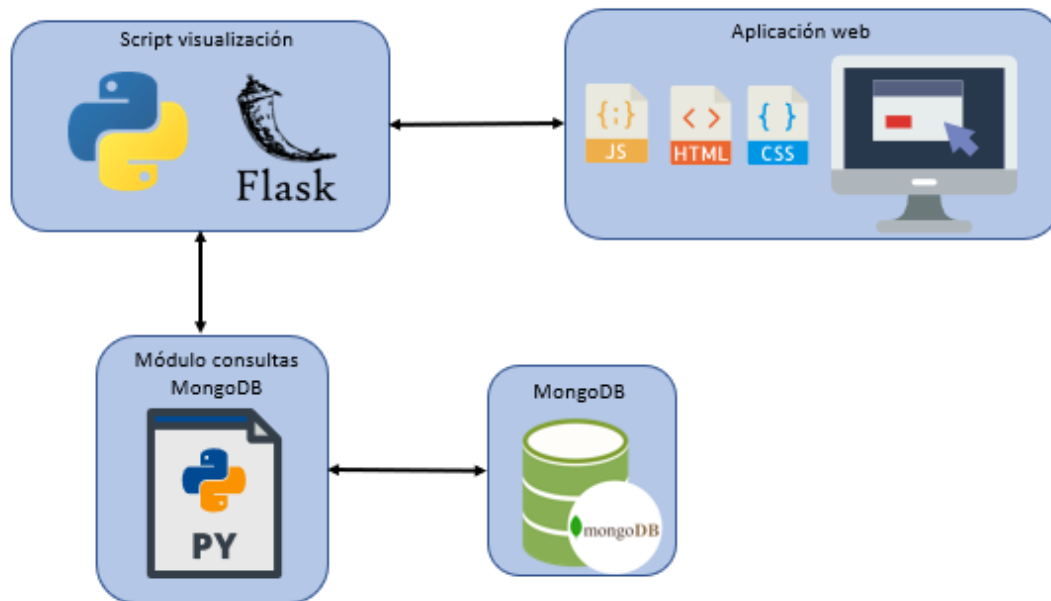 Script visualización
Flask
Aplicación web
{;}
JS
< >
HTML
{ }
CSS
Módulo consultas
MongoDB
PY
MongoDB
mongoDB